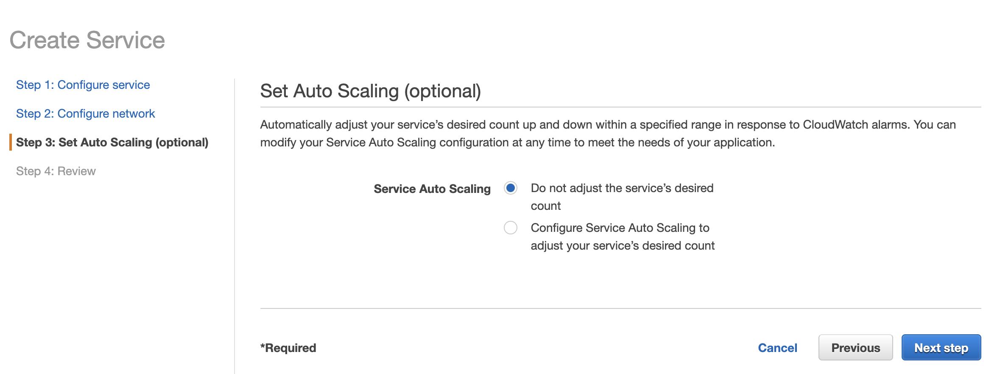 Create Service
Step 1: Configure service
Step 2: Configure network
Step 3: Set Auto Scaling (optional)
Step 4: Review
Set Auto Scaling (optional)
Automatically adjust your service’s desired count up and down within a specified range in response to CloudWatch alarms. You can
modify your Service Auto Scaling configuration at any time to meet the needs of your application.
Service Auto Scaling
Do not adjust the service’s desired
count
Configure Service Auto Scaling to
adjust your service’s desired count
*Required
Cancel
Previous
Next step